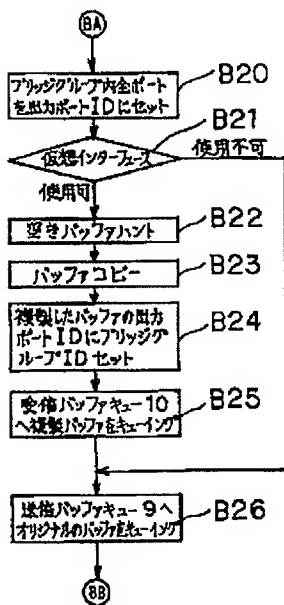 BA
ブリッジグループ内全ポート
を出力ポートIDにセット
B20
B21
仮想インターフェース
使用不可
使用可
空きバッファハント
B22
バッファコピー
B23
複製したバッファの出力
ポートIDにブリッジグ
ループIDセット
B24
受信バッファキュー10
へ複製バッファをキューイング
B25
送信バッファキュー9へ
オリジナルのバッファをキューイング
B26
BB